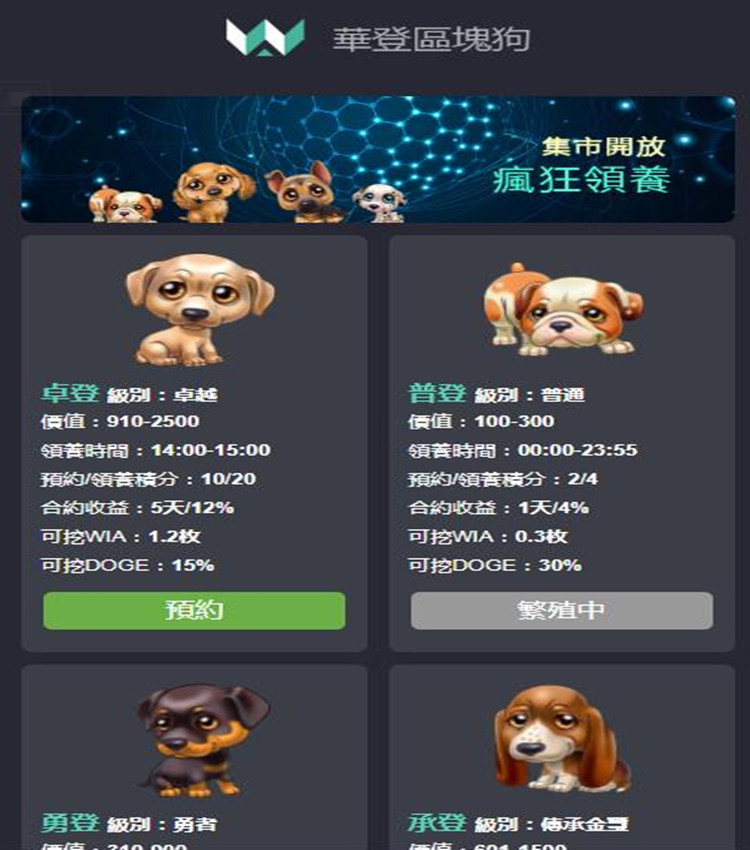 華登區塊狗
集市開放
瘋狂領養
卓登 級別：卓越
價值：910-2500
領養時間：14:00-15:00
預約/領養積分：10/20
合約收益：5天/12%
可挖WIA：1.2枚
可挖DOGE：15%
預約
普登 級別：普通
價值：100-300
領養時間：00:00-23:55
預約/領養積分：2/4
合約收益：1天/4%
可挖WIA：0.3枚
可挖DOGE：30%
繁殖中
勇登 級別：勇者
價值：310-900
承登 級別：傳承金璽
價值：601-1500